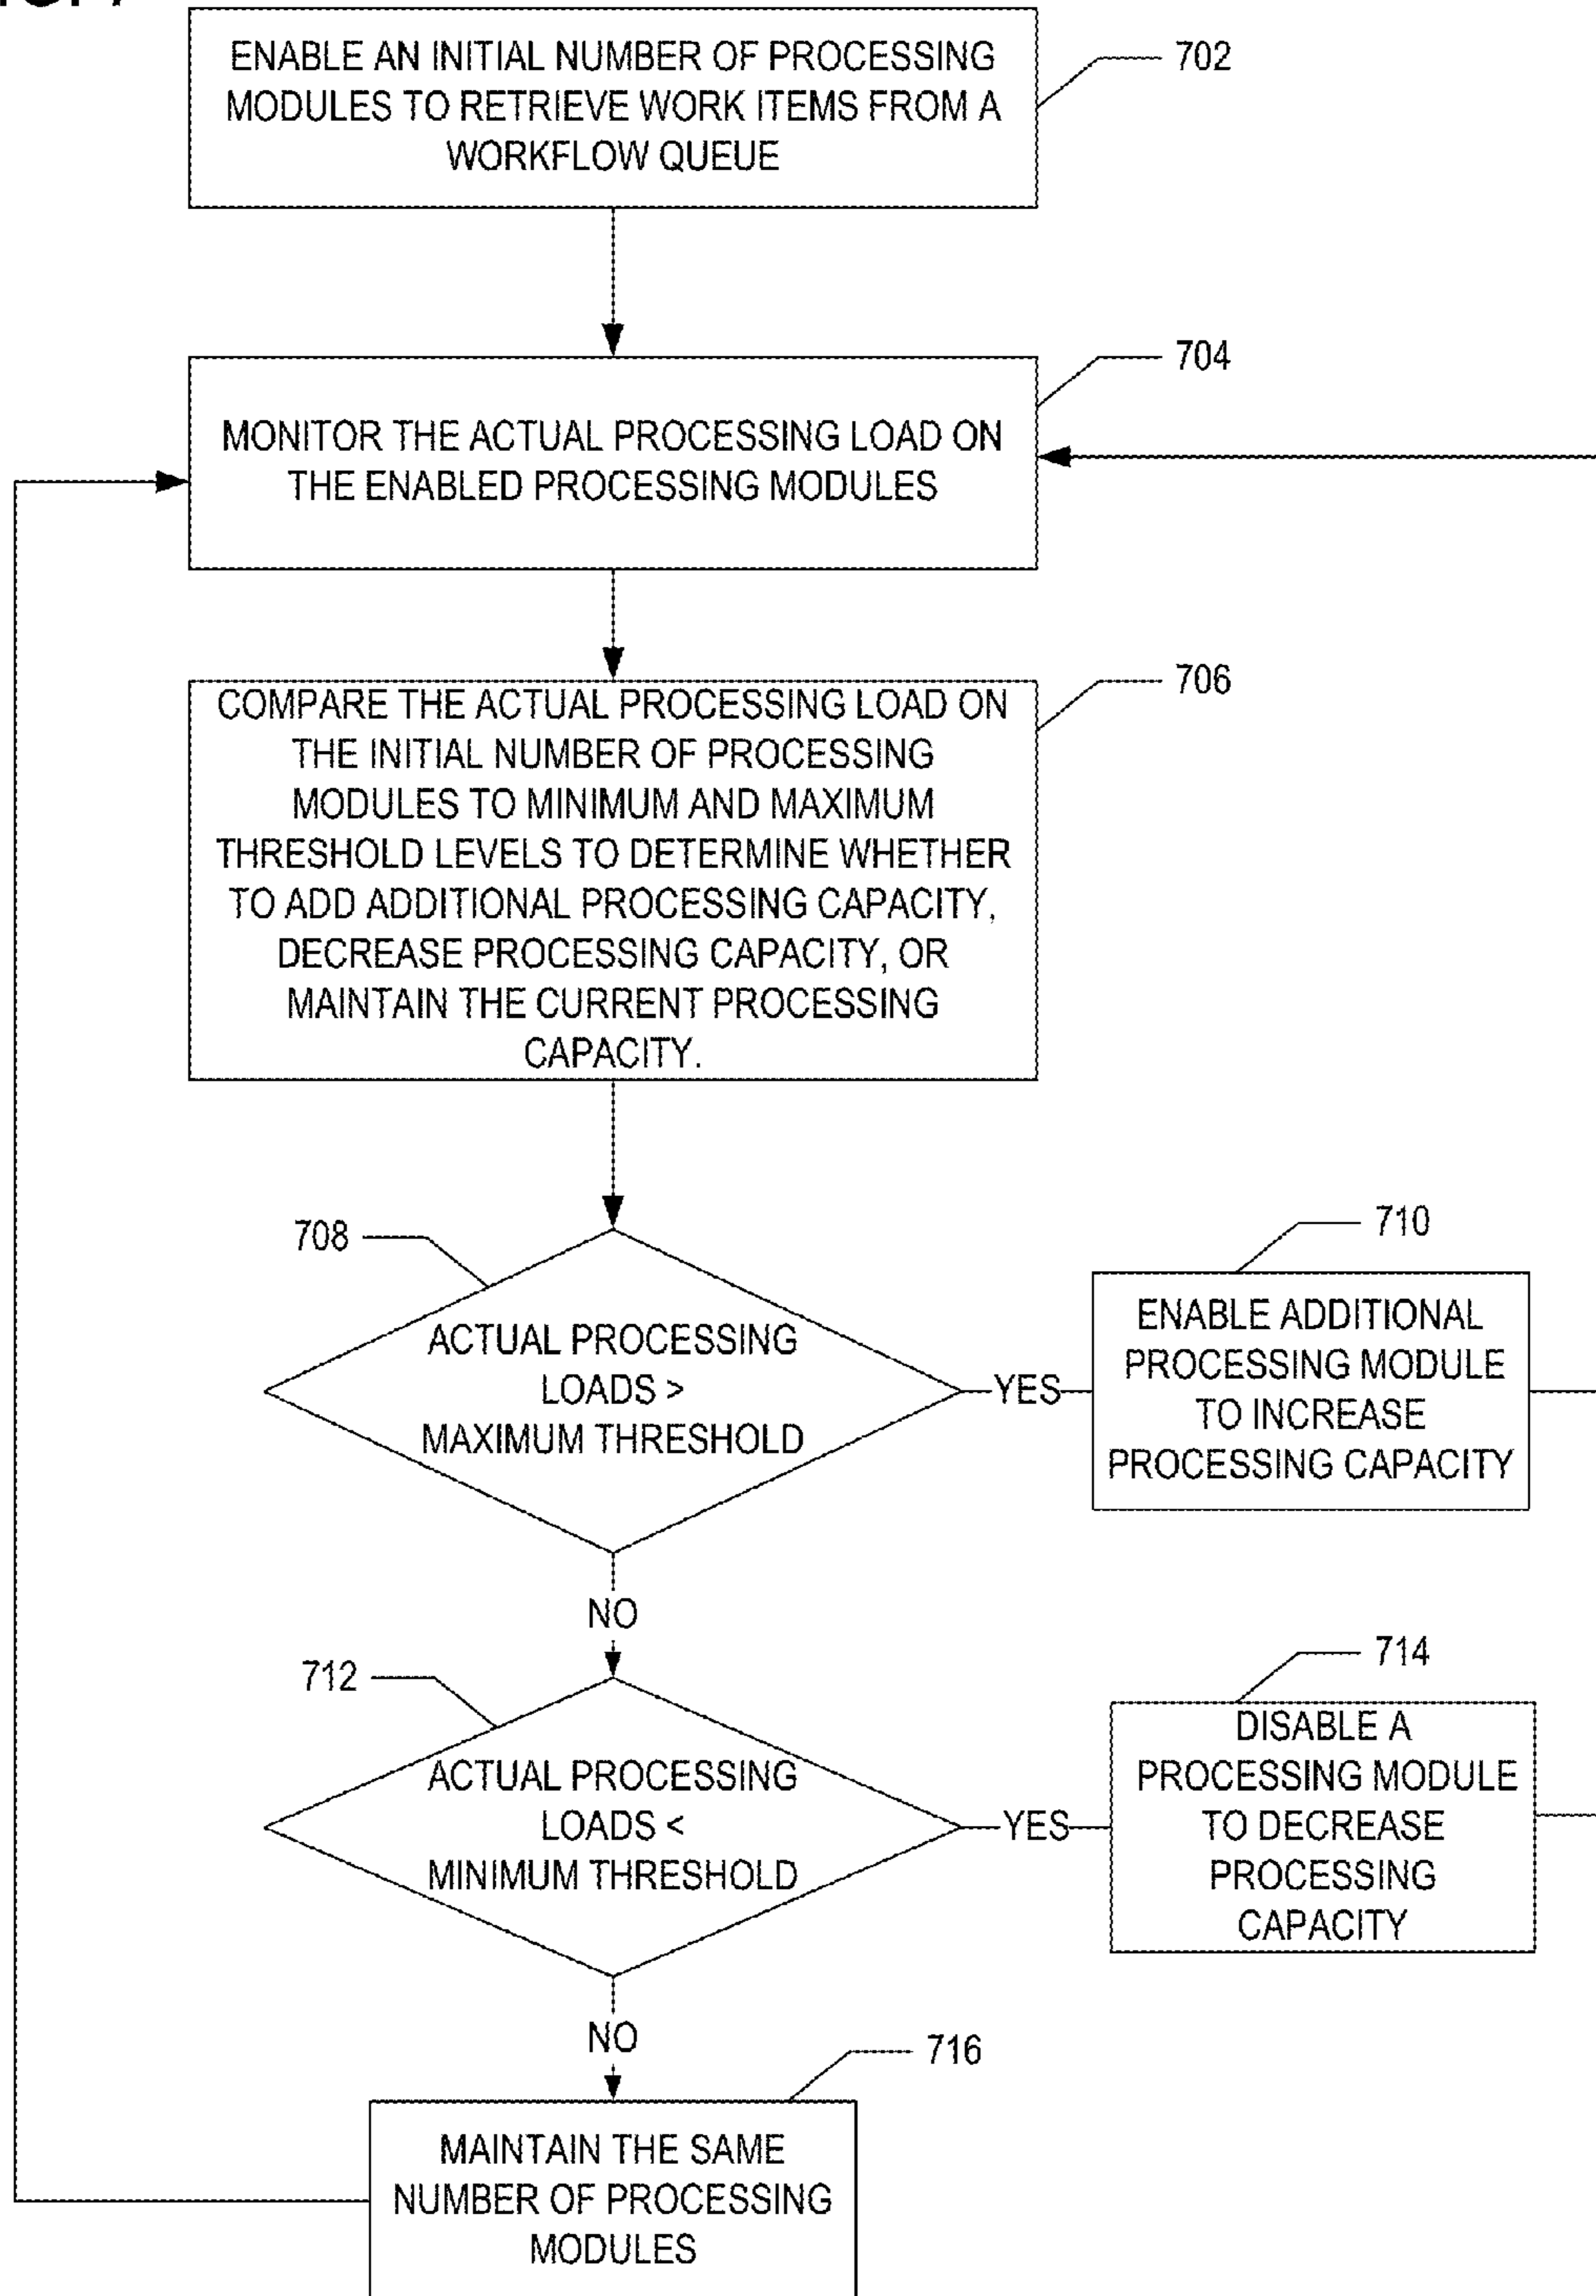 ENABLE AN INITIAL NUMBER OF PROCESSING
MODULES TO RETRIEVE WORK ITEMS FROM A
WORKFLOW QUEUE
702
704
MONITOR THE ACTUAL PROCESSING LOAD ON
THE ENABLED PROCESSING MODULES
706
COMPARE THE ACTUAL PROCESSING LOAD ON
THE INITIAL NUMBER OF PROCESSING
MODULES TO MINIMUM AND MAXIMUM
THRESHOLD LEVELS TO DETERMINE WHETHER
TO ADD ADDITIONAL PROCESSING CAPACITY,
DECREASE PROCESSING CAPACITY, OR
MAINTAIN THE CURRENT PROCESSING
CAPACITY.
708
ACTUAL PROCESSING
LOADS >
MAXIMUM THRESHOLD
YES
710
ENABLE ADDITIONAL
PROCESSING MODULE
TO INCREASE
PROCESSING CAPACITY
NO
712
ACTUAL PROCESSING
LOADS <
MINIMUM THRESHOLD
YES
714
DISABLE A
PROCESSING MODULE
TO DECREASE
PROCESSING
CAPACITY
NO
716
MAINTAIN THE SAME
NUMBER OF PROCESSING
MODULES